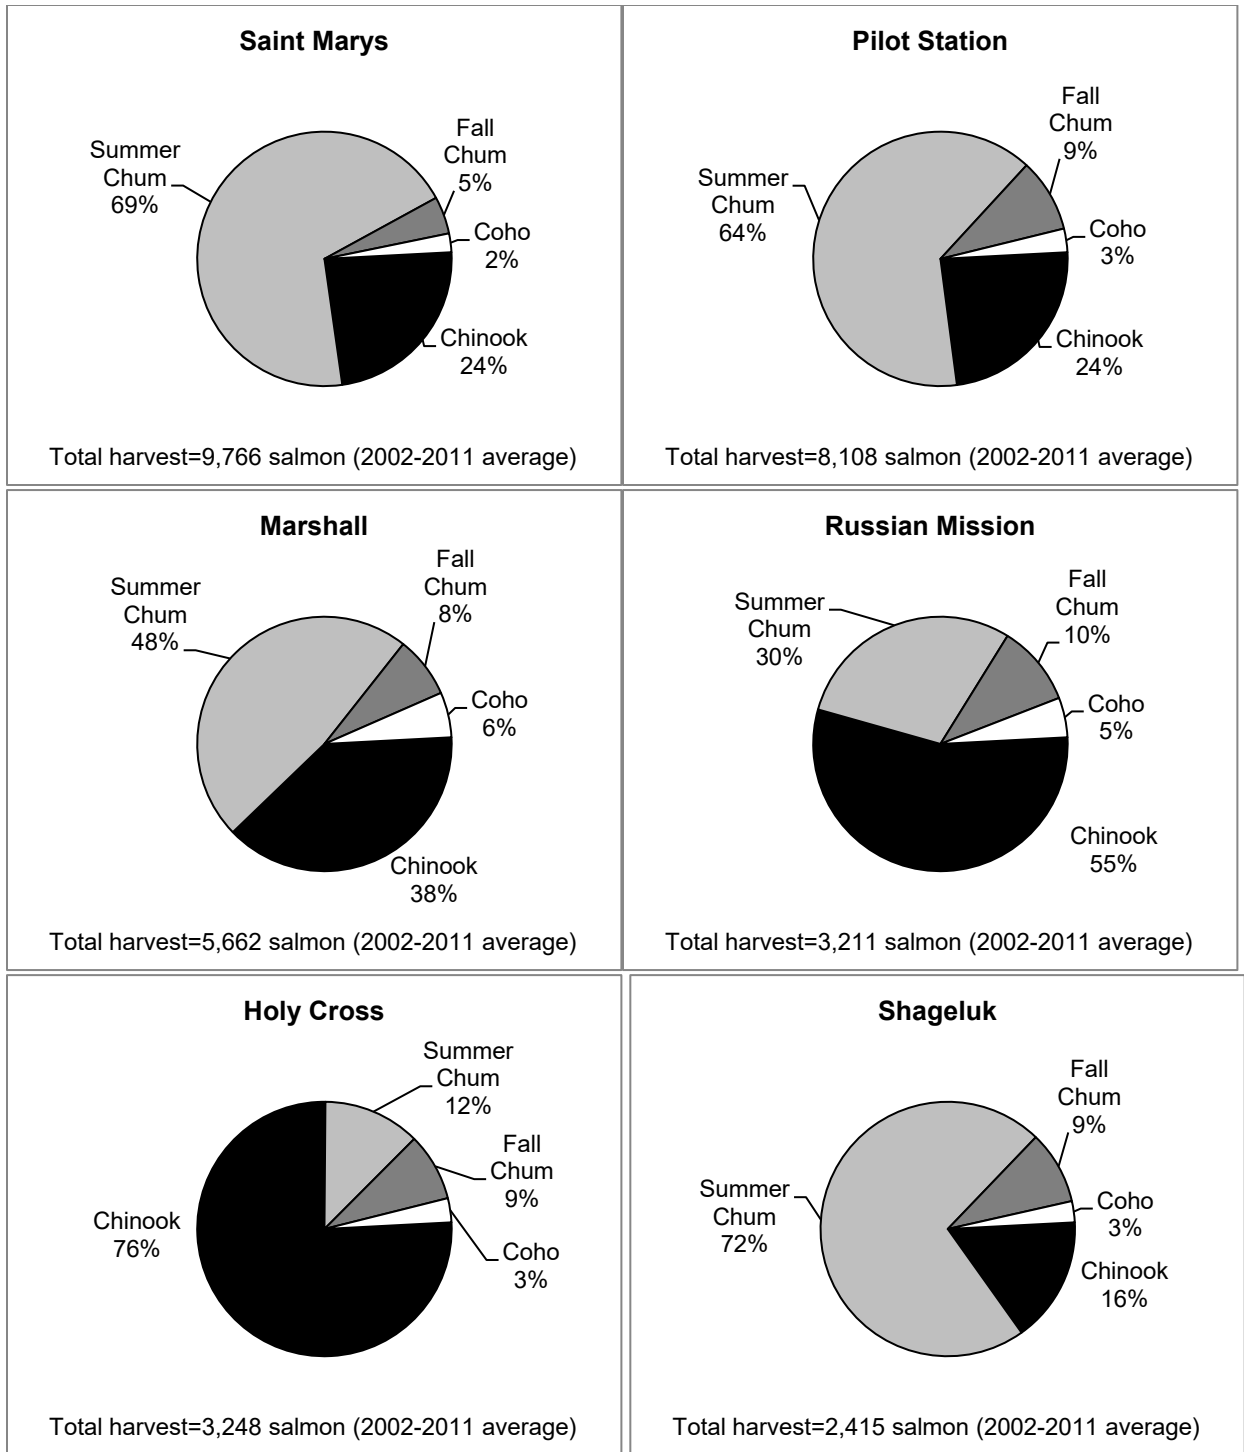 Saint Marys
Summer
Chum
69%
Fall
Chum
5%
Coho
2%
Chinook
24%
Total harvest=9,766 salmon (2002-2011 average)
Pilot Station
Summer
Chum
64%
Fall
Chum
9%
Coho
3%
Chinook
24%
Total harvest=8,108 salmon (2002-2011 average)
Marshall
Summer
Chum
48%
Fall
Chum
8%
Coho
6%
Chinook
38%
Total harvest=5,662 salmon (2002-2011 average)
Russian Mission
Summer
Chum
30%
Fall
Chum
10%
Coho
5%
Chinook
55%
Total harvest=3,211 salmon (2002-2011 average)
Holy Cross
Summer
Chum
12%
Fall
Chum
9%
Coho
3%
Chinook
76%
Total harvest=3,248 salmon (2002-2011 average)
Shageluk
Summer
Chum
72%
Fall
Chum
9%
Coho
3%
Chinook
16%
Total harvest=2,415 salmon (2002-2011 average)